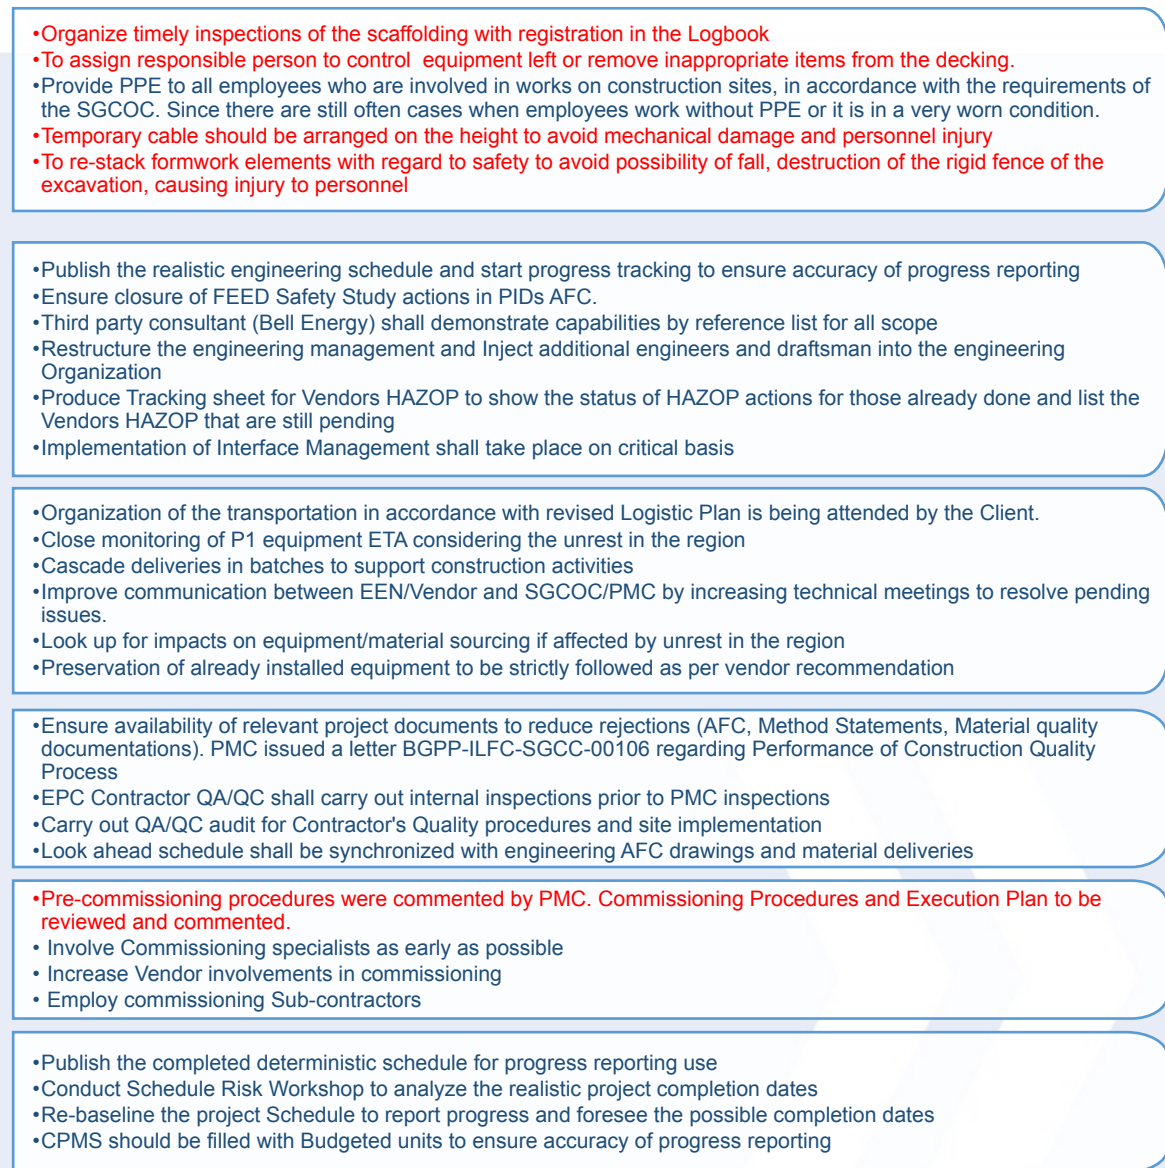 •Organize timely inspections of the scaffolding with registration in the Logbook
•To assign responsible person to control  equipment left or remove inappropriate items from the decking.
•Provide PPE to all employees who are involved in works on construction sites, in accordance with the requirements of
the SGCOC. Since there are still often cases when employees work without PPE or it is in a very worn condition.
•Temporary cable should be arranged on the height to avoid mechanical damage and personnel injury
•To re-stack formwork elements with regard to safety to avoid possibility of fall, destruction of the rigid fence of the
excavation, causing injury to personnel
•Publish the realistic engineering schedule and start progress tracking to ensure accuracy of progress reporting
•Ensure closure of FEED Safety Study actions in PIDs AFC.
•Third party consultant (Bell Energy) shall demonstrate capabilities by reference list for all scope
•Restructure the engineering management and Inject additional engineers and draftsman into the engineering
Organization
•Produce Tracking sheet for Vendors HAZOP to show the status of HAZOP actions for those already done and list the
Vendors HAZOP that are still pending
•Implementation of Interface Management shall take place on critical basis
•Organization of the transportation in accordance with revised Logistic Plan is being attended by the Client.
•Close monitoring of P1 equipment ETA considering the unrest in the region
•Cascade deliveries in batches to support construction activities
•Improve communication between EEN/Vendor and SGCOC/PMC by increasing technical meetings to resolve pending
issues.
•Look up for impacts on equipment/material sourcing if affected by unrest in the region
•Preservation of already installed equipment to be strictly followed as per vendor recommendation
•Ensure availability of relevant project documents to reduce rejections (AFC, Method Statements, Material quality
documentations). PMC issued a letter BGPP-ILFC-SGCC-00106 regarding Performance of Construction Quality
Process
•EPC Contractor QA/QC shall carry out internal inspections prior to PMC inspections
•Carry out QA/QC audit for Contractor's Quality procedures and site implementation
•Look ahead schedule shall be synchronized with engineering AFC drawings and material deliveries
•Pre-commissioning procedures were commented by PMC. Commissioning Procedures and Execution Plan to be
reviewed and commented.
• Involve Commissioning specialists as early as possible
• Increase Vendor involvements in commissioning
• Employ commissioning Sub-contractors
•Publish the completed deterministic schedule for progress reporting use
•Conduct Schedule Risk Workshop to analyze the realistic project completion dates
•Re-baseline the project Schedule to report progress and foresee the possible completion dates
•CPMS should be filled with Budgeted units to ensure accuracy of progress reporting